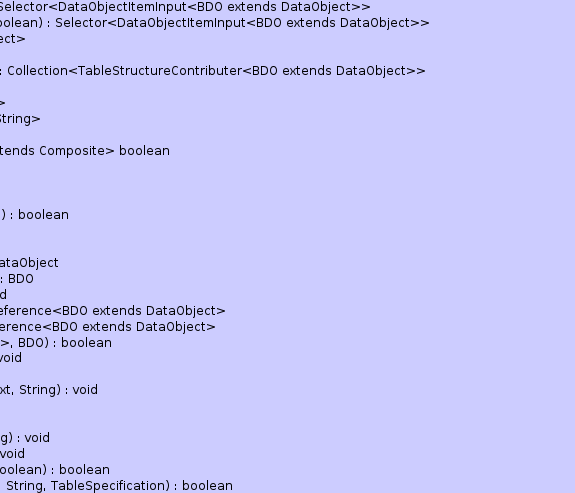 Selector<DataObjectItemInput<BDO extends DataObject>>
oolean) : Selector<DataObjectItemInput<BDO extends DataObject>>
ect>
: Collection<TableStructureContributer<BDO extends DataObject>>
>
String>
tends Composite> boolean
) : boolean
ataObject
: BDO
d
eference<BDO extends DataObject>
erence<BDO extends DataObject>
>, BDO) : boolean
void
xt, String) : void
g) : void
void
oolean) : boolean
String, TableSpecification) : boolean